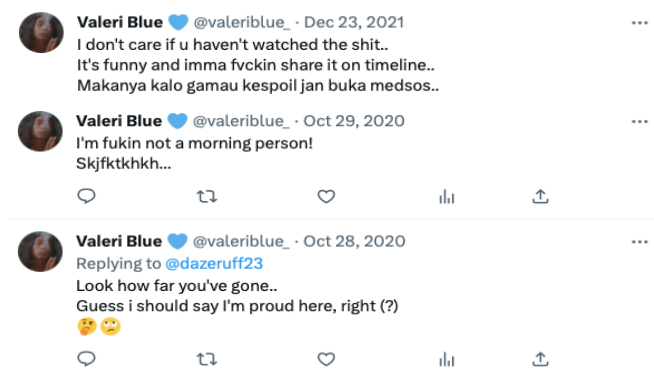 Valeri Blue 💙 @valeriblue_ · Dec 23, 2021
I don't care if u haven't watched the shit..
It's funny and imma fvckin share it on timeline..
Makanya kalo gamau kespoil jan buka medsos..
Valeri Blue 💙 @valeriblue_ · Oct 29, 2020
I'm fukin not a morning person!
Skjfktkhkh...
Valeri Blue 💙 @valeriblue_ · Oct 28, 2020
Replying to @dazeruff23
Look how far you've gone..
Guess i should say I'm proud here, right (?)
🤔🙄